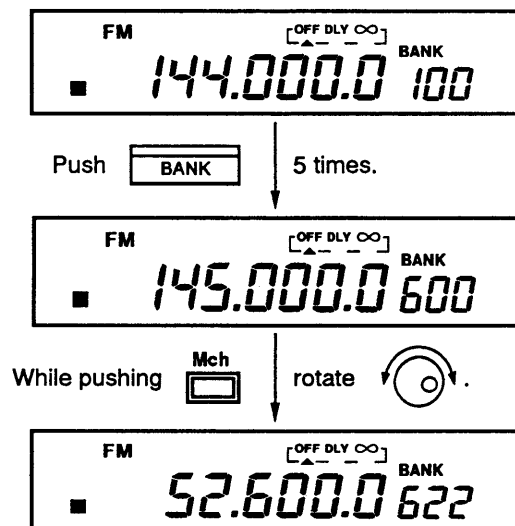 FM
OFF DLY ∞
BANK
144.000.0 100
Push BANK 5 times.
FM
OFF DLY ∞
BANK
145.000.0 600
Mch
While pushing rotate .
FM
OFF DLY ∞
BANK
52.600.0 622